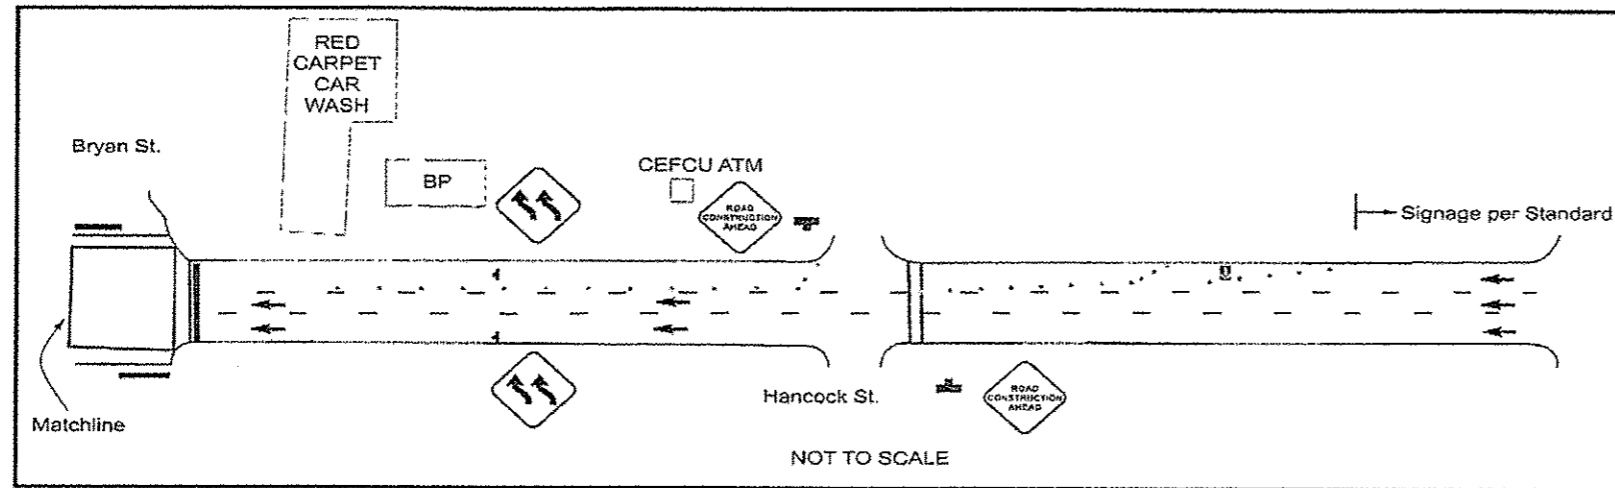 RED
CARPET
CAR
WASH
Bryan St.
BP
CEFCU ATM
ROAD
CONSTRUCTION
AHEAD
Signage per Standard
Matchline
Hancock St.
ROAD
CONSTRUCTION
AHEAD
NOT TO SCALE